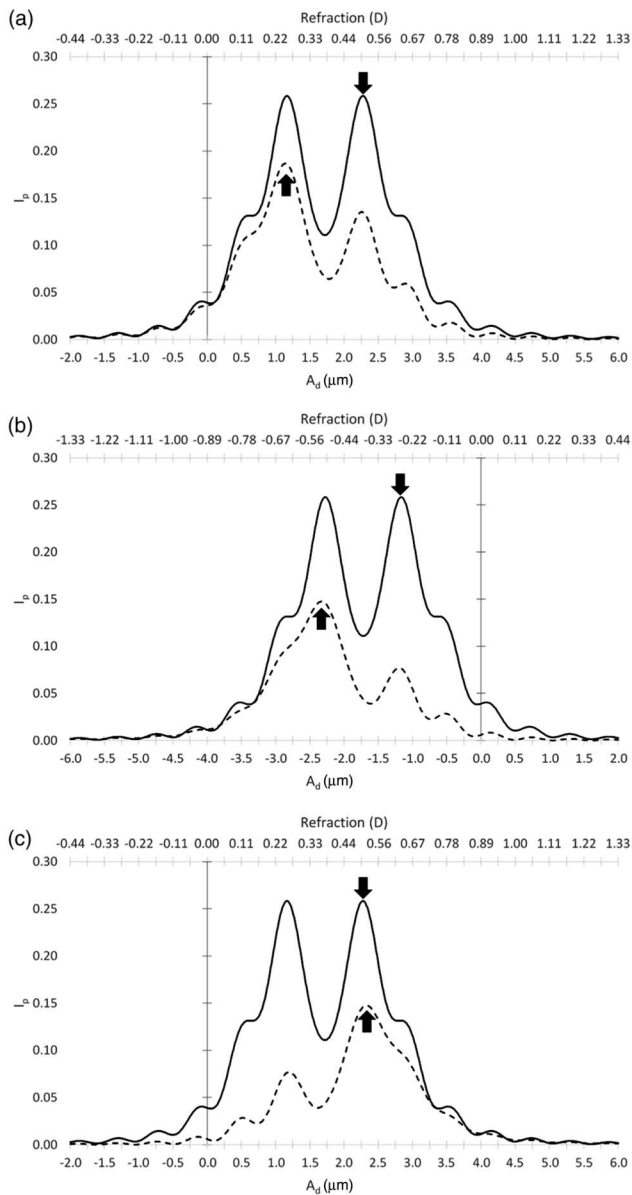 (a)
Refraction (D)
-0.44 -0.33 -0.22 -0.11 0.00 0.11 0.22 0.33 0.44 0.56 0.67 0.78 0.89 1.00 1.11 1.22 1.33
0.30
0.25
0.20
0.15
0.10
0.05
0.00
I_p
-2.0 -1.5 -1.0 -0.5 0.0 0.5 1.0 1.5 2.0 2.5 3.0 3.5 4.0 4.5 5.0 5.5 6.0
A_d (μm)
(b)
Refraction (D)
-1.33 -1.22 -1.11 -1.00 -0.89 -0.78 -0.67 -0.56 -0.44 -0.33 -0.22 -0.11 0.00 0.11 0.22 0.33 0.44
0.30
0.25
0.20
0.15
0.10
0.05
0.00
I_p
-6.0 -5.5 -5.0 -4.5 -4.0 -3.5 -3.0 -2.5 -2.0 -1.5 -1.0 -0.5 0.0 0.5 1.0 1.5 2.0
A_d (μm)
(c)
Refraction (D)
-0.44 -0.33 -0.22 -0.11 0.00 0.11 0.22 0.33 0.44 0.56 0.67 0.78 0.89 1.00 1.11 1.22 1.33
0.30
0.25
0.20
0.15
0.10
0.05
0.00
I_p
-2.0 -1.5 -1.0 -0.5 0.0 0.5 1.0 1.5 2.0 2.5 3.0 3.5 4.0 4.5 5.0 5.5 6.0
A_d (μm)